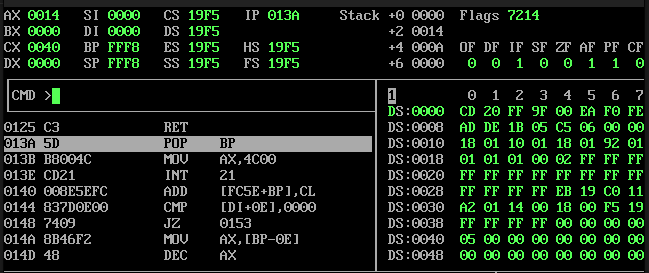 AX 0014 SI 0000 CS 19F5 IP 013A Stack +0 0000 Flags 7214
BX 0000 DI 0000 DS 19F5 +2 0014
CX 0040 BP FFF8 ES 19F5 HS 19F5 +4 000A OF DF IF SF ZF AF PF CF
DX 0000 SP FFF8 SS 19F5 FS 19F5 +6 0000 0 0 1 0 0 1 1 0
CMD > 1 0 1 2 3 4 5 6 7
DS:0000 CD 20 FF 9F 00 EA F0 FE
0125 C3 RET DS:0008 AD DE 1B 05 C5 06 00 00
013A 5D POP BP DS:0010 18 01 10 01 18 01 92 01
013B B8004C MOV AX,4C00 DS:0018 01 01 01 00 02 FF FF FF
013E CD21 INT 21 DS:0020 FF FF FF FF FF FF FF FF
0140 008E5EFC ADD [FC5E+BP],CL DS:0028 FF FF FF FF EB 19 C0 11
0144 837D0E00 CMP [DI+0E],0000 DS:0030 A2 01 14 00 18 00 F5 19
0148 7409 JZ 0153 DS:0038 FF FF FF FF 00 00 00 00
014A 8B46F2 MOV AX,[BP-0E] DS:0040 05 00 00 00 00 00 00 00
014D 48 DEC AX DS:0048 00 00 00 00 00 00 00 00